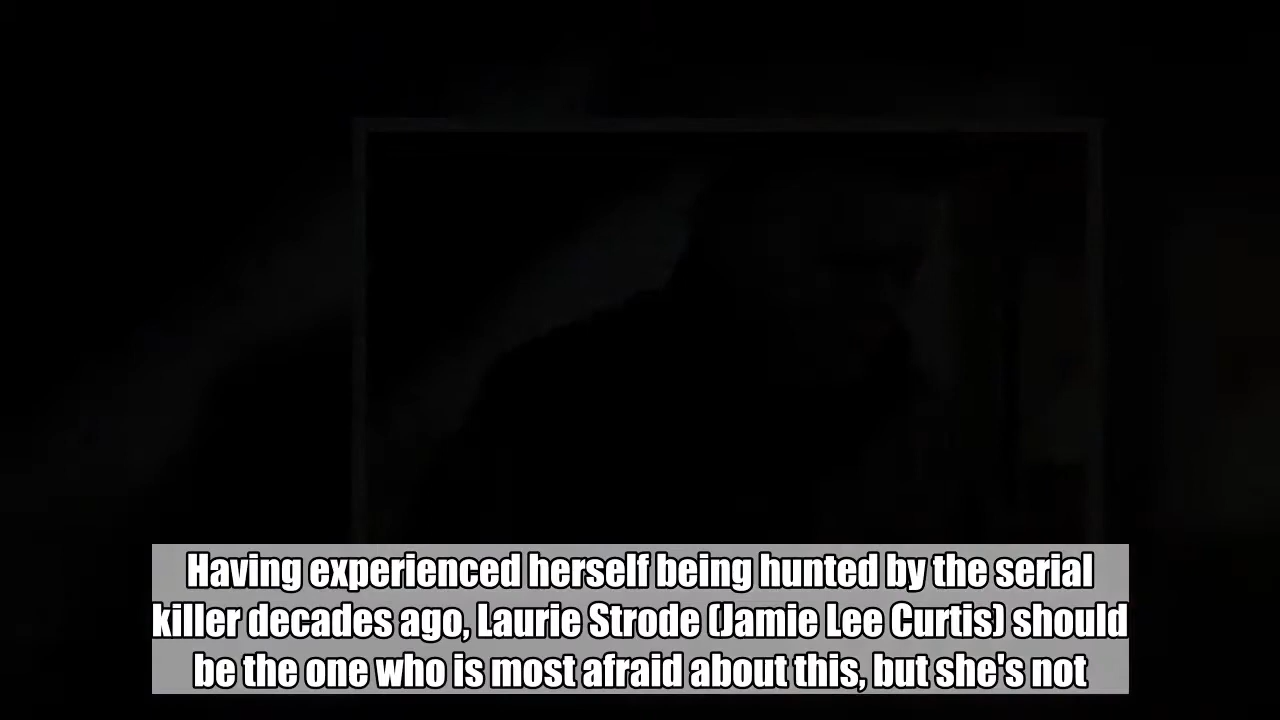 Having experienced herself being hunted by the serial
killer decades ago, Laurie Strode (Jamie Lee Curtis) should
be the one who is most afraid about this, but she's not